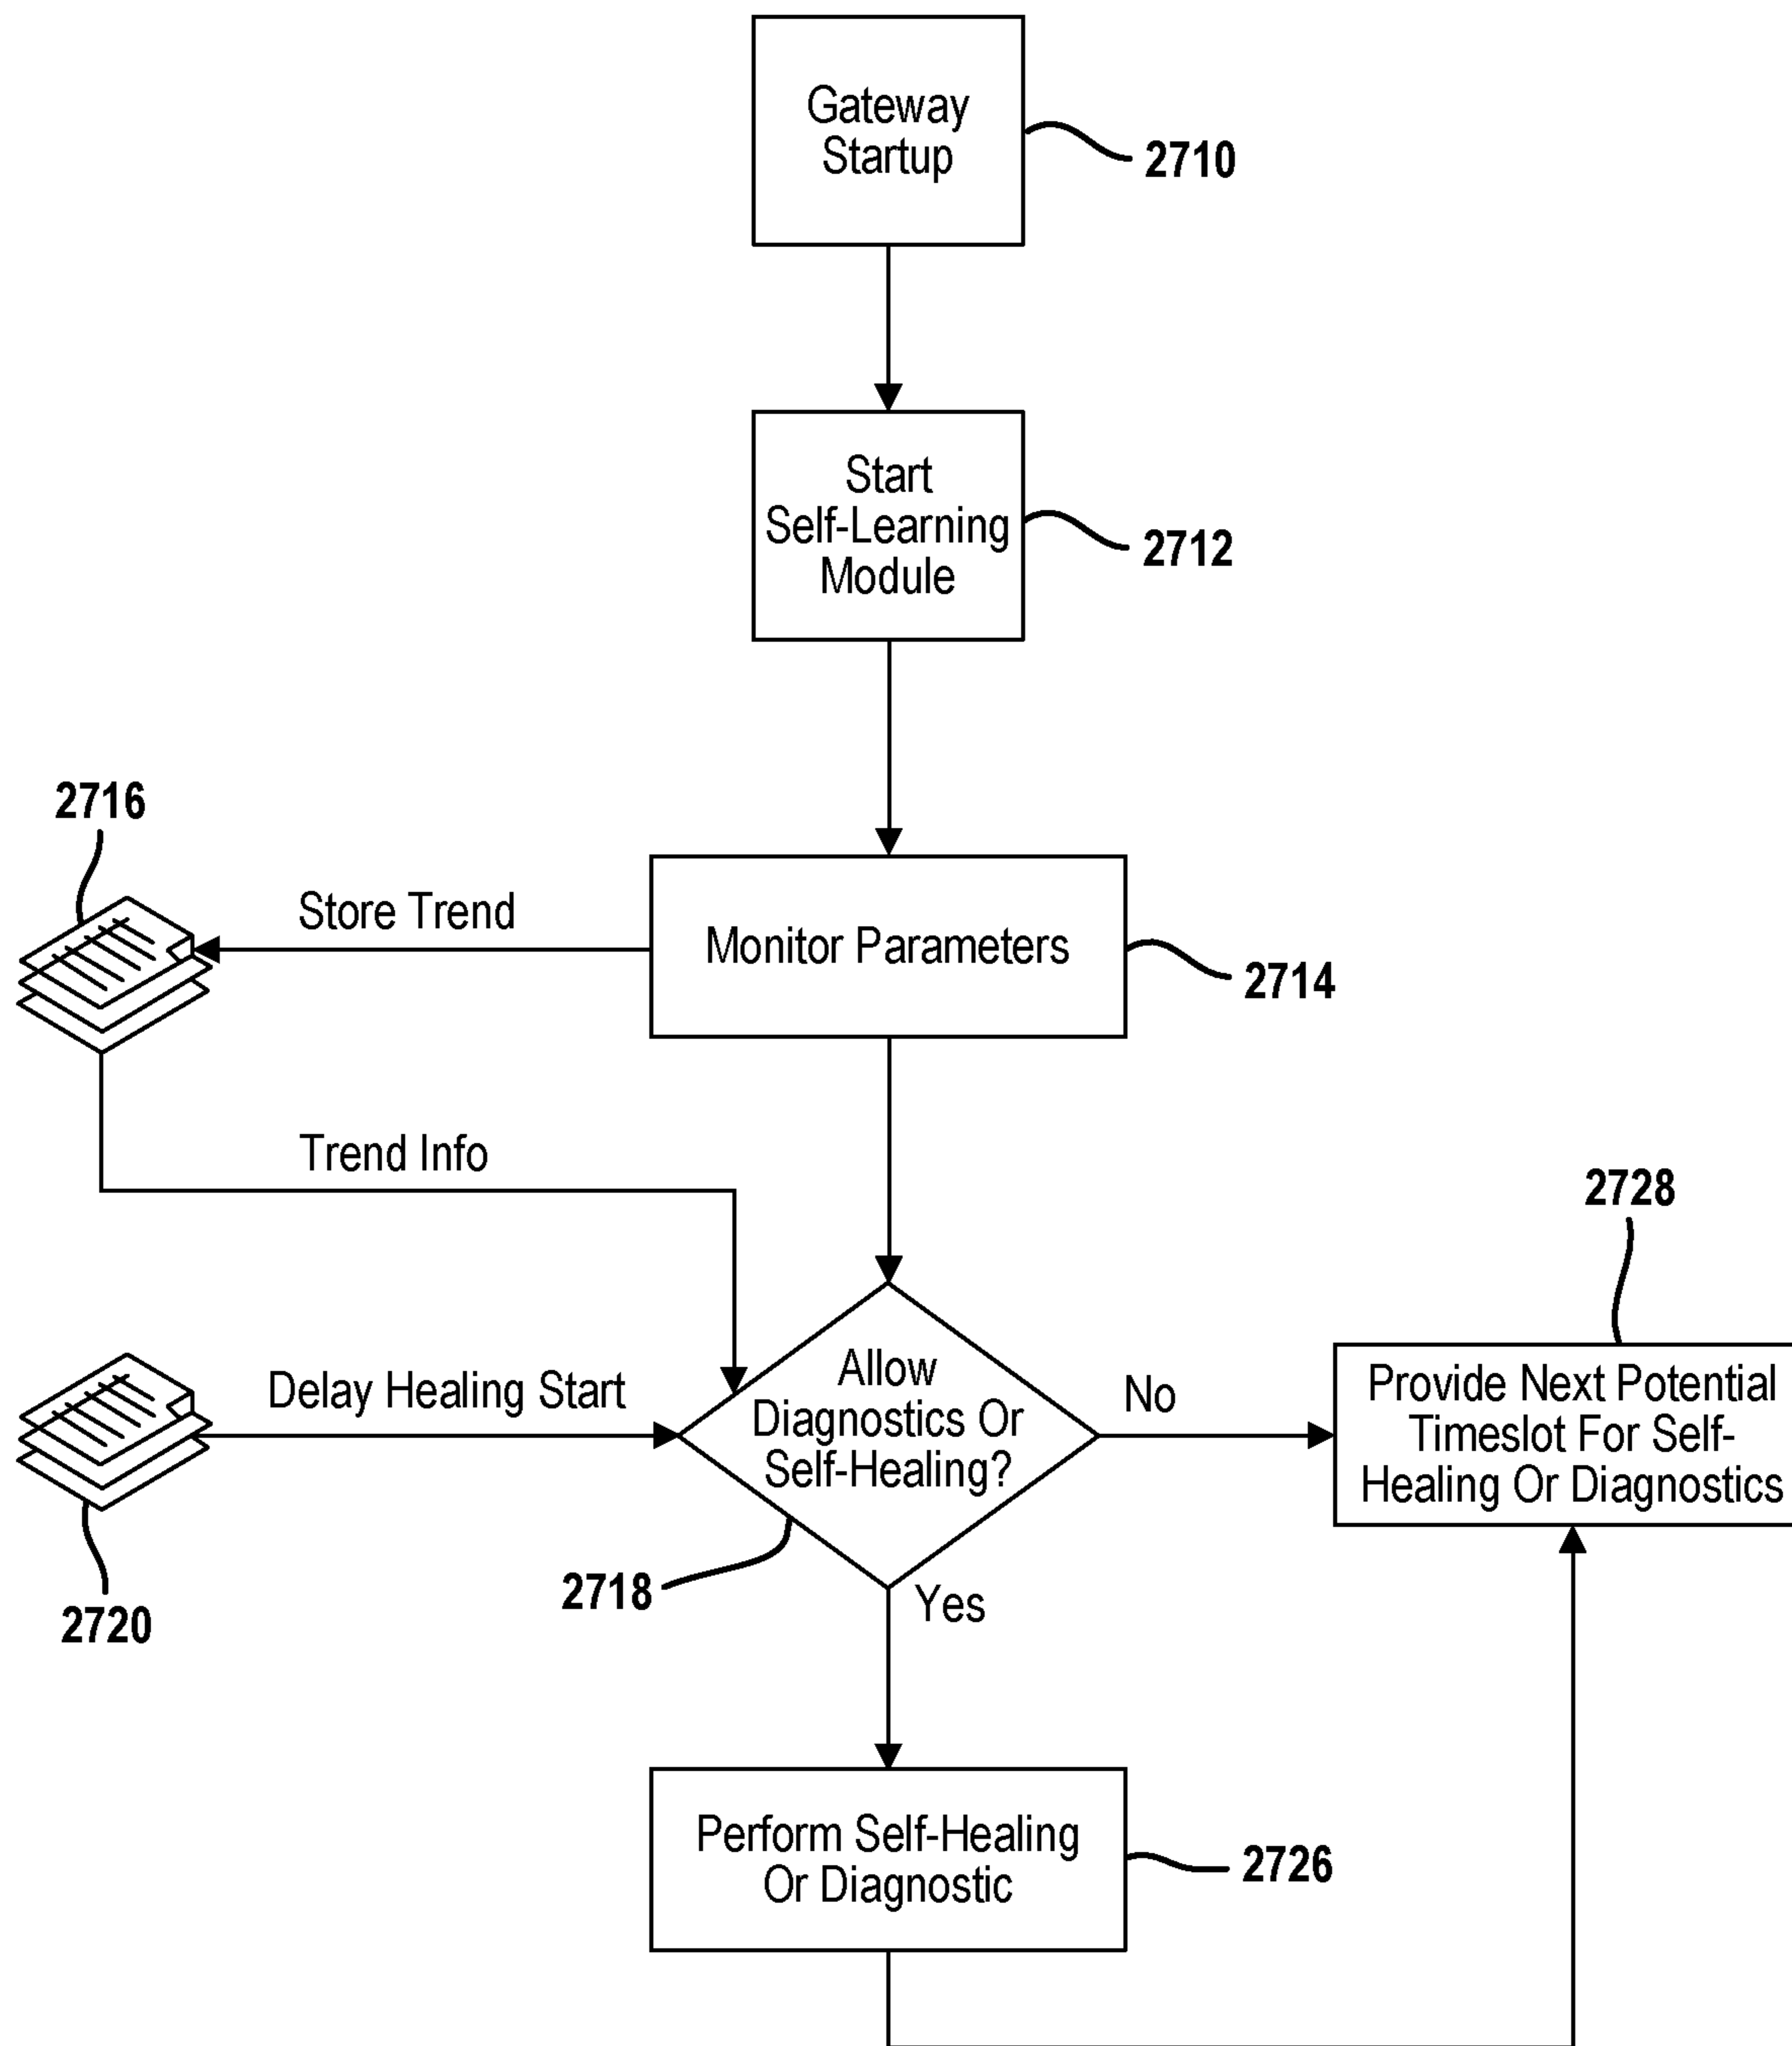 Gateway
Startup
2710
Start
Self-Learning
Module
2712
2716
Store Trend
Monitor Parameters
2714
Trend Info
2728
Delay Healing Start
Allow
Diagnostics Or
Self-Healing?
No
Provide Next Potential
Timeslot For Self-
Healing Or Diagnostics
2718
Yes
2720
Perform Self-Healing
Or Diagnostic
2726